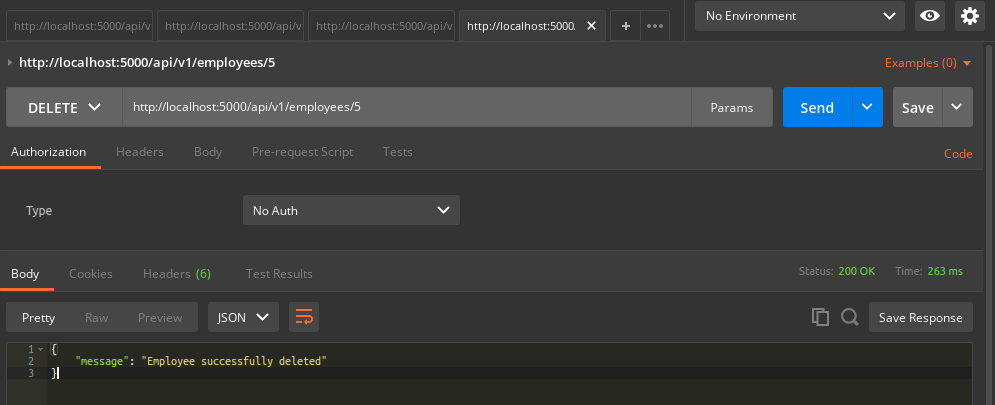 http://localhost:5000/api/v http://localhost:5000/api/v http://localhost:5000/api/v http://localhost:5000/ No Environment
http://localhost:5000/api/v1/employees/5 Examples (0)
DELETE http://localhost:5000/api/v1/employees/5 Params Send Save
Authorization Headers Body Pre-request Script Tests Code
Type No Auth
Body Cookies Headers (6) Test Results Status: 200 OK Time: 263 ms
Pretty Raw Preview JSON Save Response
1 {
2 "message": "Employee successfully deleted"
3 }